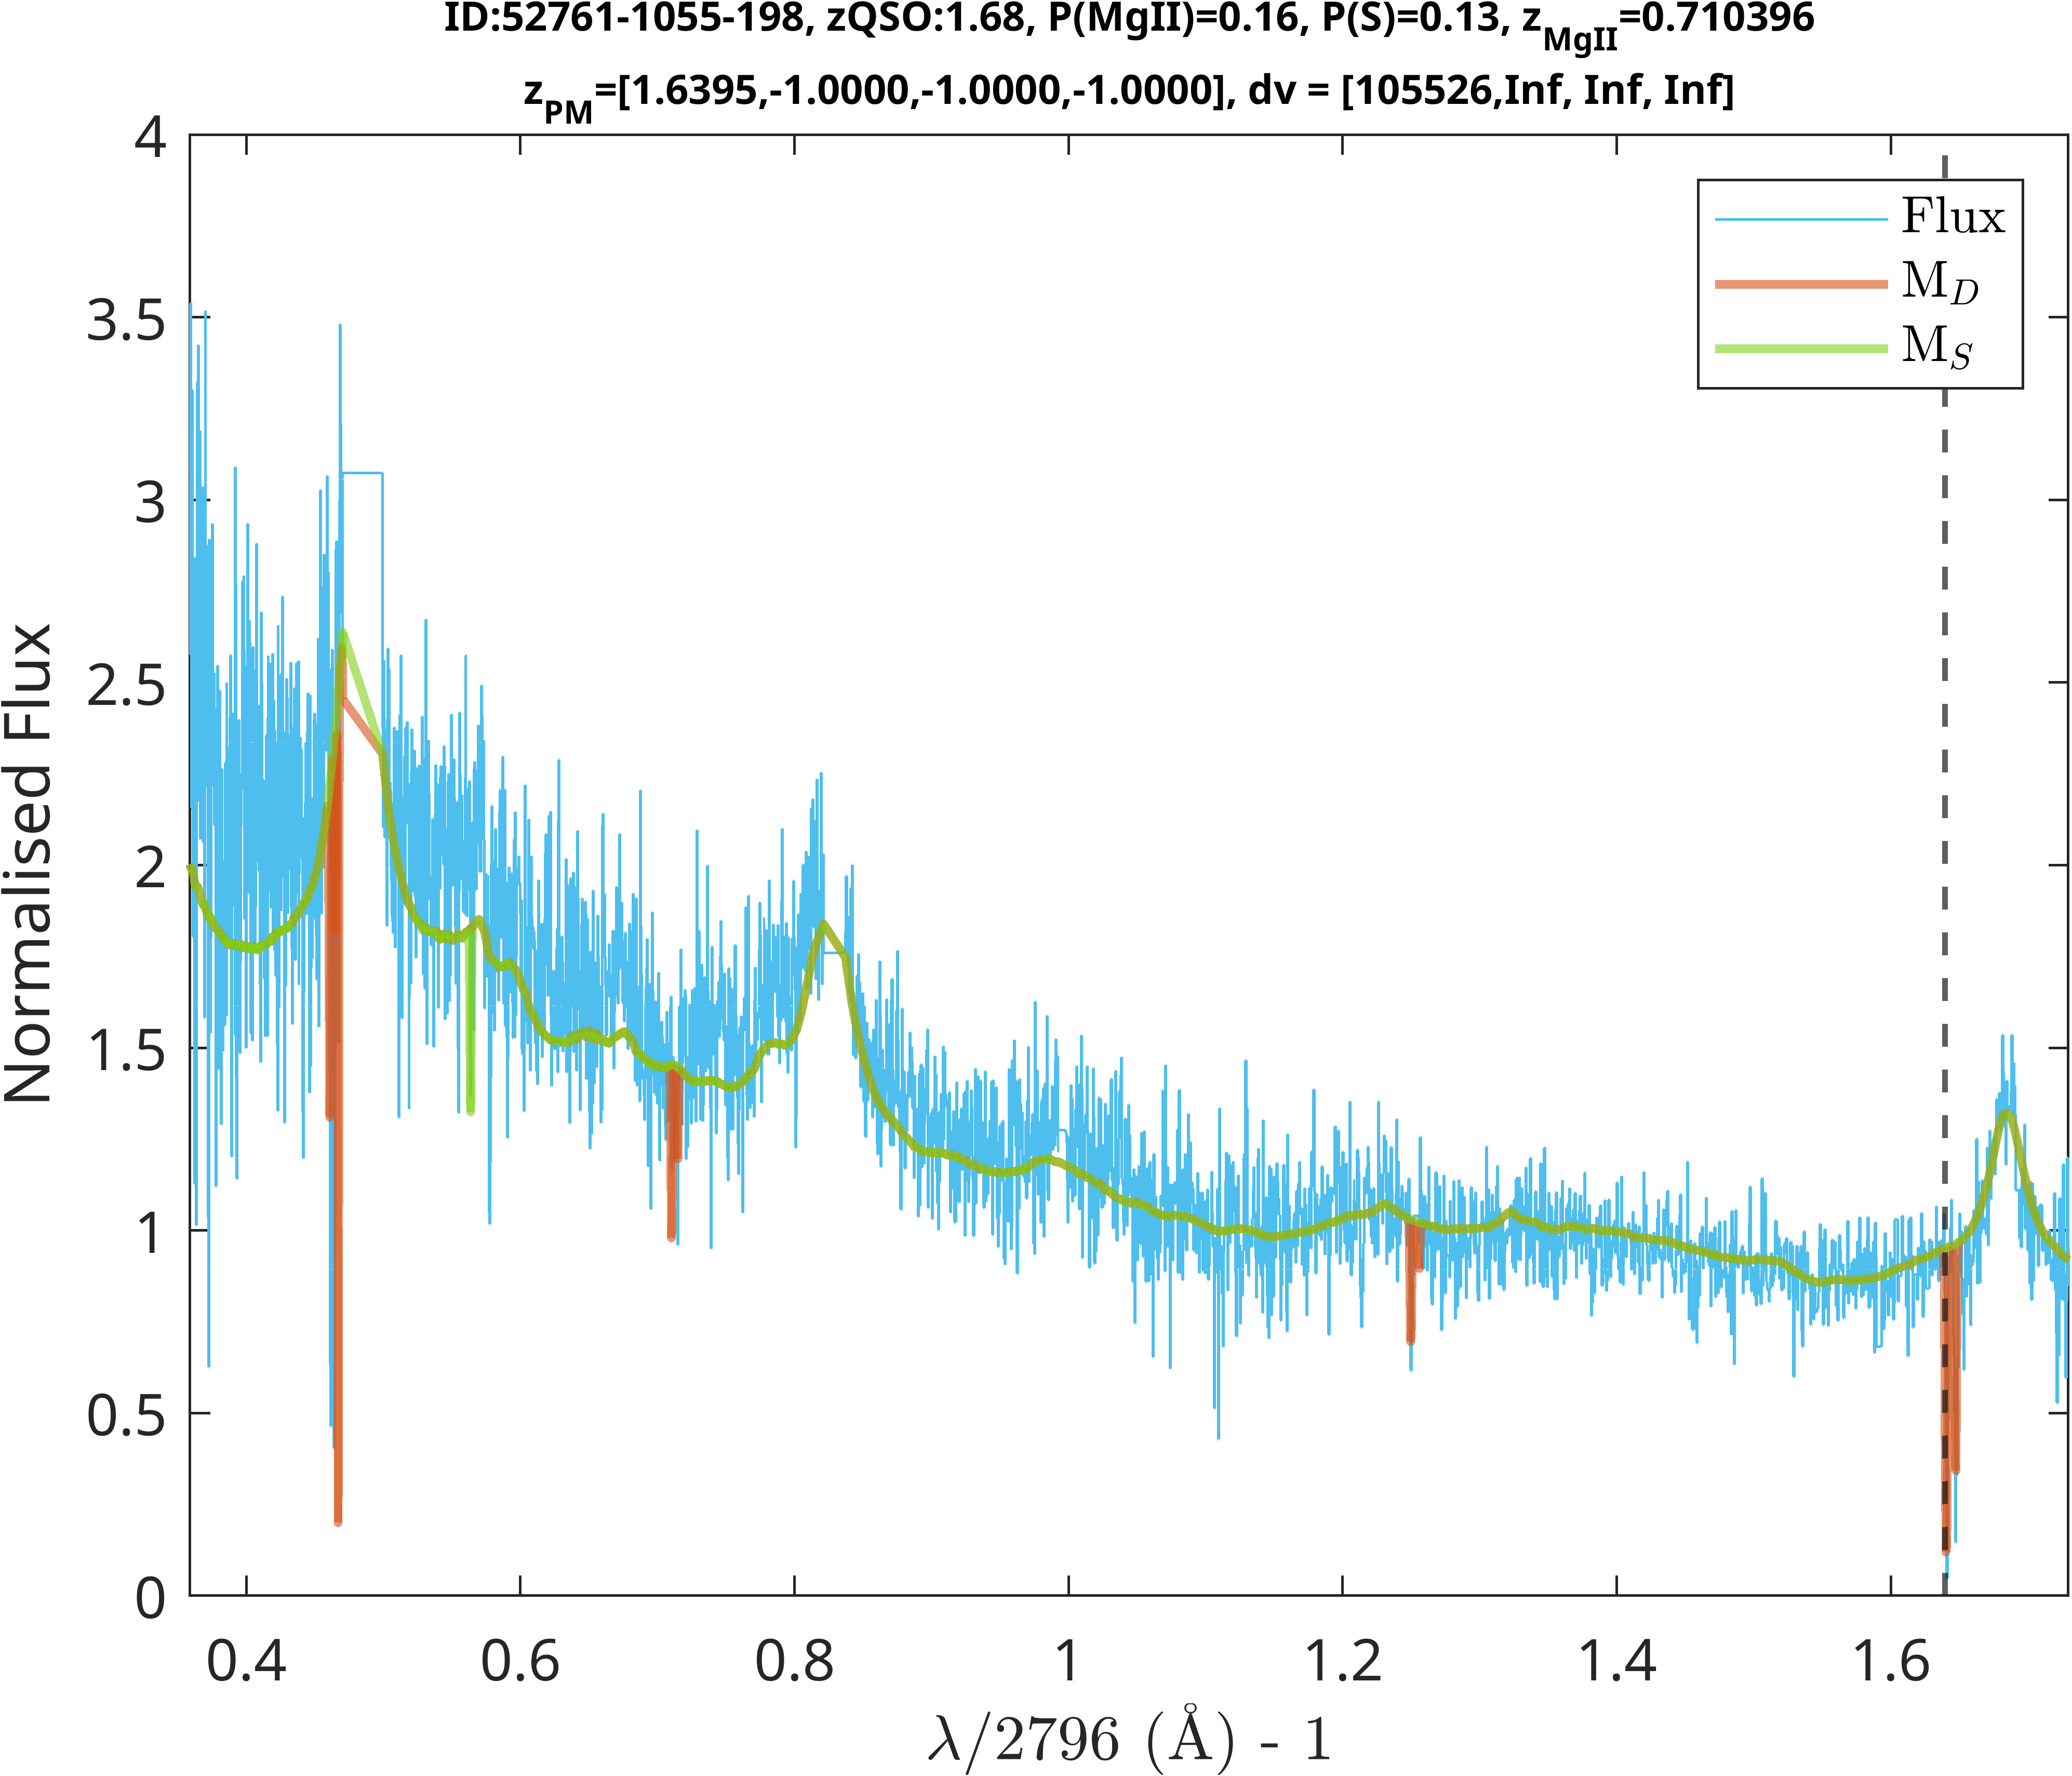 ID:52761-1055-198, zQSO:1.68, P(MgII)=0.16, P(S)=0.13, zMgII=0.710396
zPM=[1.6395,-1.0000,-1.0000,-1.0000], dv = [105526,Inf, Inf, Inf]
4
3.5
3
2.5
2
1.5
1
0.5
0
Normalised Flux
Flux
MD
MS
0.4 0.6 0.8 1 1.2 1.4 1.6
λ/2796 (Å) - 1